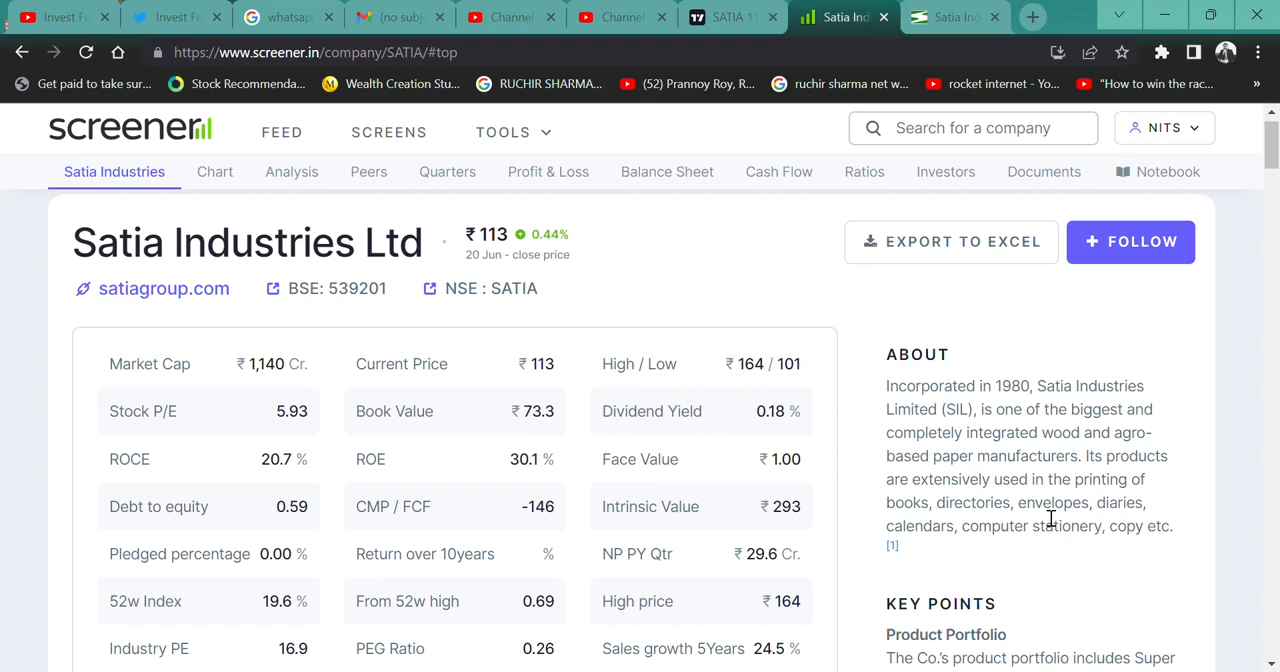 Invest Fo
Invest Fo
whatsap
(no subj
Channel
Channel
SATIA 11
Satia Ind
Satia Ind
https://www.screener.in/company/SATIA/#top
Get paid to take sur...
Stock Recommenda...
Wealth Creation Stu...
RUCHIR SHARMA...
(52) Prannoy Roy, R...
ruchir sharma net w...
rocket internet - Yo...
"How to win the rac...
»
screener
FEED
SCREENS
TOOLS
Search for a company
NITS
Satia Industries
Chart
Analysis
Peers
Quarters
Profit & Loss
Balance Sheet
Cash Flow
Ratios
Investors
Documents
Notebook
Satia Industries Ltd
₹ 113 0.44%
20 Jun - close price
EXPORT TO EXCEL
+ FOLLOW
satiagroup.com
BSE: 539201
NSE : SATIA
Market Cap ₹ 1,140 Cr.
Current Price ₹ 113
High / Low ₹ 164 / 101
Stock P/E 5.93
Book Value ₹ 73.3
Dividend Yield 0.18 %
ROCE 20.7 %
ROE 30.1 %
Face Value ₹ 1.00
Debt to equity 0.59
CMP / FCF -146
Intrinsic Value ₹ 293
Pledged percentage 0.00 %
Return over 10years %
NP PY Qtr ₹ 29.6 Cr.
52w Index 19.6 %
From 52w high 0.69
High price ₹ 164
Industry PE 16.9
PEG Ratio 0.26
Sales growth 5Years 24.5 %
ABOUT
Incorporated in 1980, Satia Industries
Limited (SIL), is one of the biggest and
completely integrated wood and agro-
based paper manufacturers. Its products
are extensively used in the printing of
books, directories, envelopes, diaries,
calendars, computer stationery, copy etc.
[1]
KEY POINTS
Product Portfolio
The Co.'s product portfolio includes Super